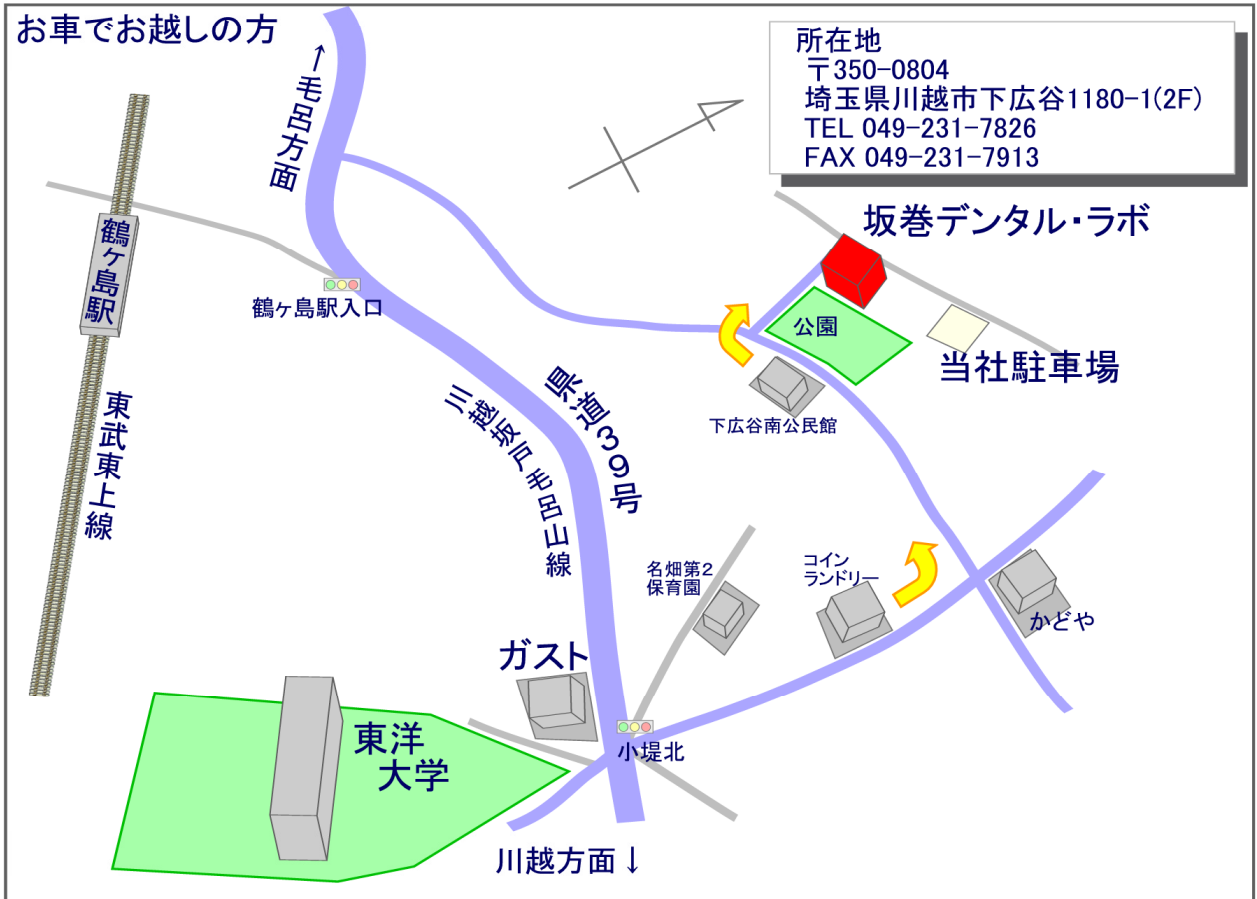 お車でお越しの方
所在地
〒350-0804
埼玉県川越市下広谷1180-1(2F)
TEL 049-231-7826
FAX 049-231-7913
↑毛呂方面
坂巻デンタル・ラボ
鶴ヶ島駅
鶴ヶ島駅入口
公園
当社駐車場
県道39号
川越坂戸毛呂山線
下広谷南公民館
東武東上線
名畑第2
保育園
コイン
ランドリー
かどや
ガスト
東洋
大学
小堤北
川越方面↓